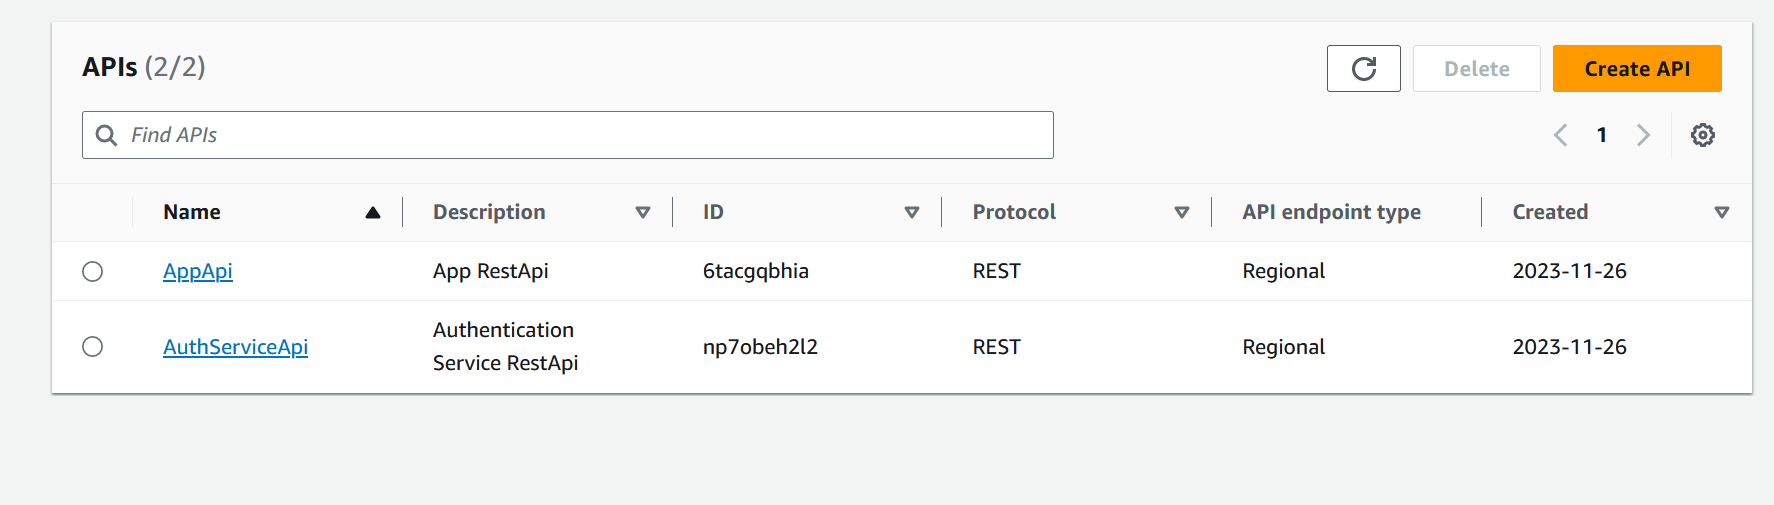 APIs (2/2)
Delete
Create API
Find APIs
1
Name Description ID Protocol API endpoint type Created
AppApi App RestApi 6tacgqbhia REST Regional 2023-11-26
AuthServiceApi Authentication Service RestApi np7obeh2l2 REST Regional 2023-11-26